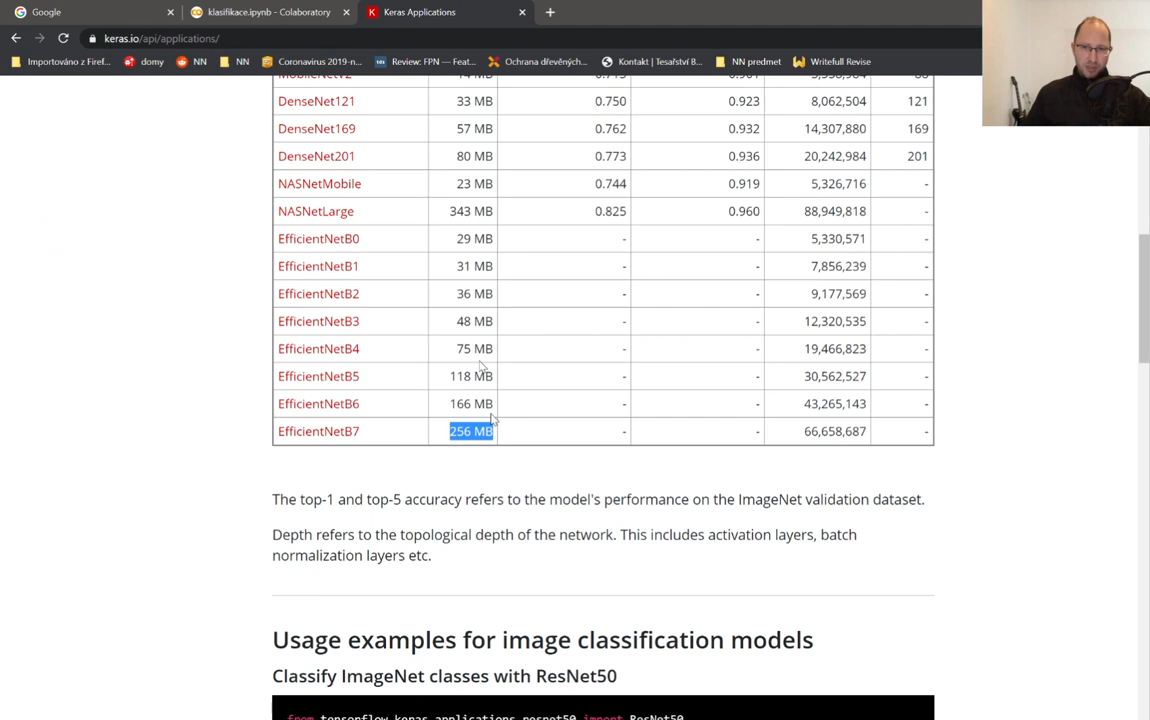 Google klasifikace.ipynb - Colaboratory Keras Applications
keras.io/api/applications/
Importováno z Firef... domy NN NN Coronavirus 2019-n... Review: FPN — Feat... Ochrana dřevěných... Kontakt | Tesařství B... NN predmet Writefull Revise
DenseNet121 33 MB 0.750 0.923 8,062,504 121
DenseNet169 57 MB 0.762 0.932 14,307,880 169
DenseNet201 80 MB 0.773 0.936 20,242,984 201
NASNetMobile 23 MB 0.744 0.919 5,326,716 -
NASNetLarge 343 MB 0.825 0.960 88,949,818 -
EfficientNetB0 29 MB - - 5,330,571 -
EfficientNetB1 31 MB - - 7,856,239 -
EfficientNetB2 36 MB - - 9,177,569 -
EfficientNetB3 48 MB - - 12,320,535 -
EfficientNetB4 75 MB - - 19,466,823 -
EfficientNetB5 118 MB - - 30,562,527 -
EfficientNetB6 166 MB - - 43,265,143 -
EfficientNetB7 256 MB - - 66,658,687 -
The top-1 and top-5 accuracy refers to the model's performance on the ImageNet validation dataset.
Depth refers to the topological depth of the network. This includes activation layers, batch
normalization layers etc.
Usage examples for image classification models
Classify ImageNet classes with ResNet50
from tensorflow.keras.applications.resnet50 import ResNet50